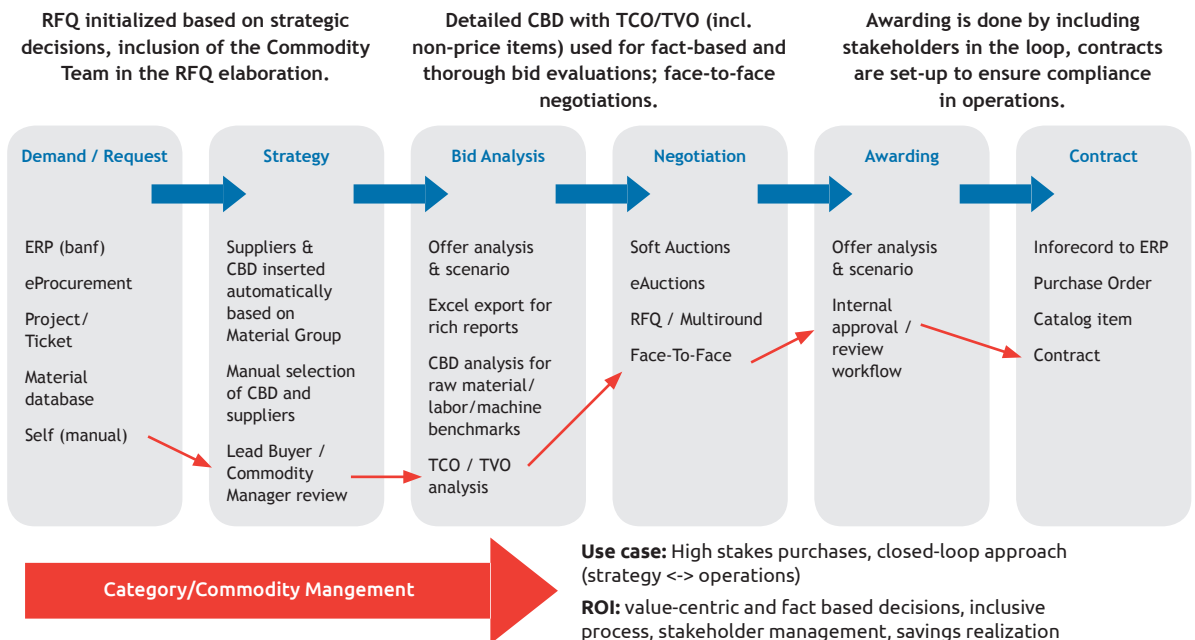 RFQ initialized based on strategic
decisions, inclusion of the Commodity
Team in the RFQ elaboration.
Detailed CBD with TCO/TVO (incl.
non-price items) used for fact-based and
thorough bid evaluations; face-to-face
negotiations.
Awarding is done by including
stakeholders in the loop, contracts
are set-up to ensure compliance
in operations.
Demand / Request
ERP (banf)
eProcurement
Project/
Ticket
Material
database
Self (manual)
Strategy
Suppliers &
CBD inserted
automatically
based on
Material Group
Manual selection
of CBD and
suppliers
Lead Buyer /
Commodity
Manager review
Bid Analysis
Offer analysis
& scenario
Excel export for
rich reports
CBD analysis for
raw material/
labor/machine
benchmarks
TCO / TVO
analysis
Negotiation
Soft Auctions
eAuctions
RFQ / Multiround
Face-To-Face
Awarding
Offer analysis
& scenario
Internal
approval /
review
workflow
Contract
Inforecord to ERP
Purchase Order
Catalog item
Contract
Category/Commodity Mangement
Use case: High stakes purchases, closed-loop approach
(strategy <-> operations)
ROI: value-centric and fact based decisions, inclusive
process, stakeholder management, savings realization